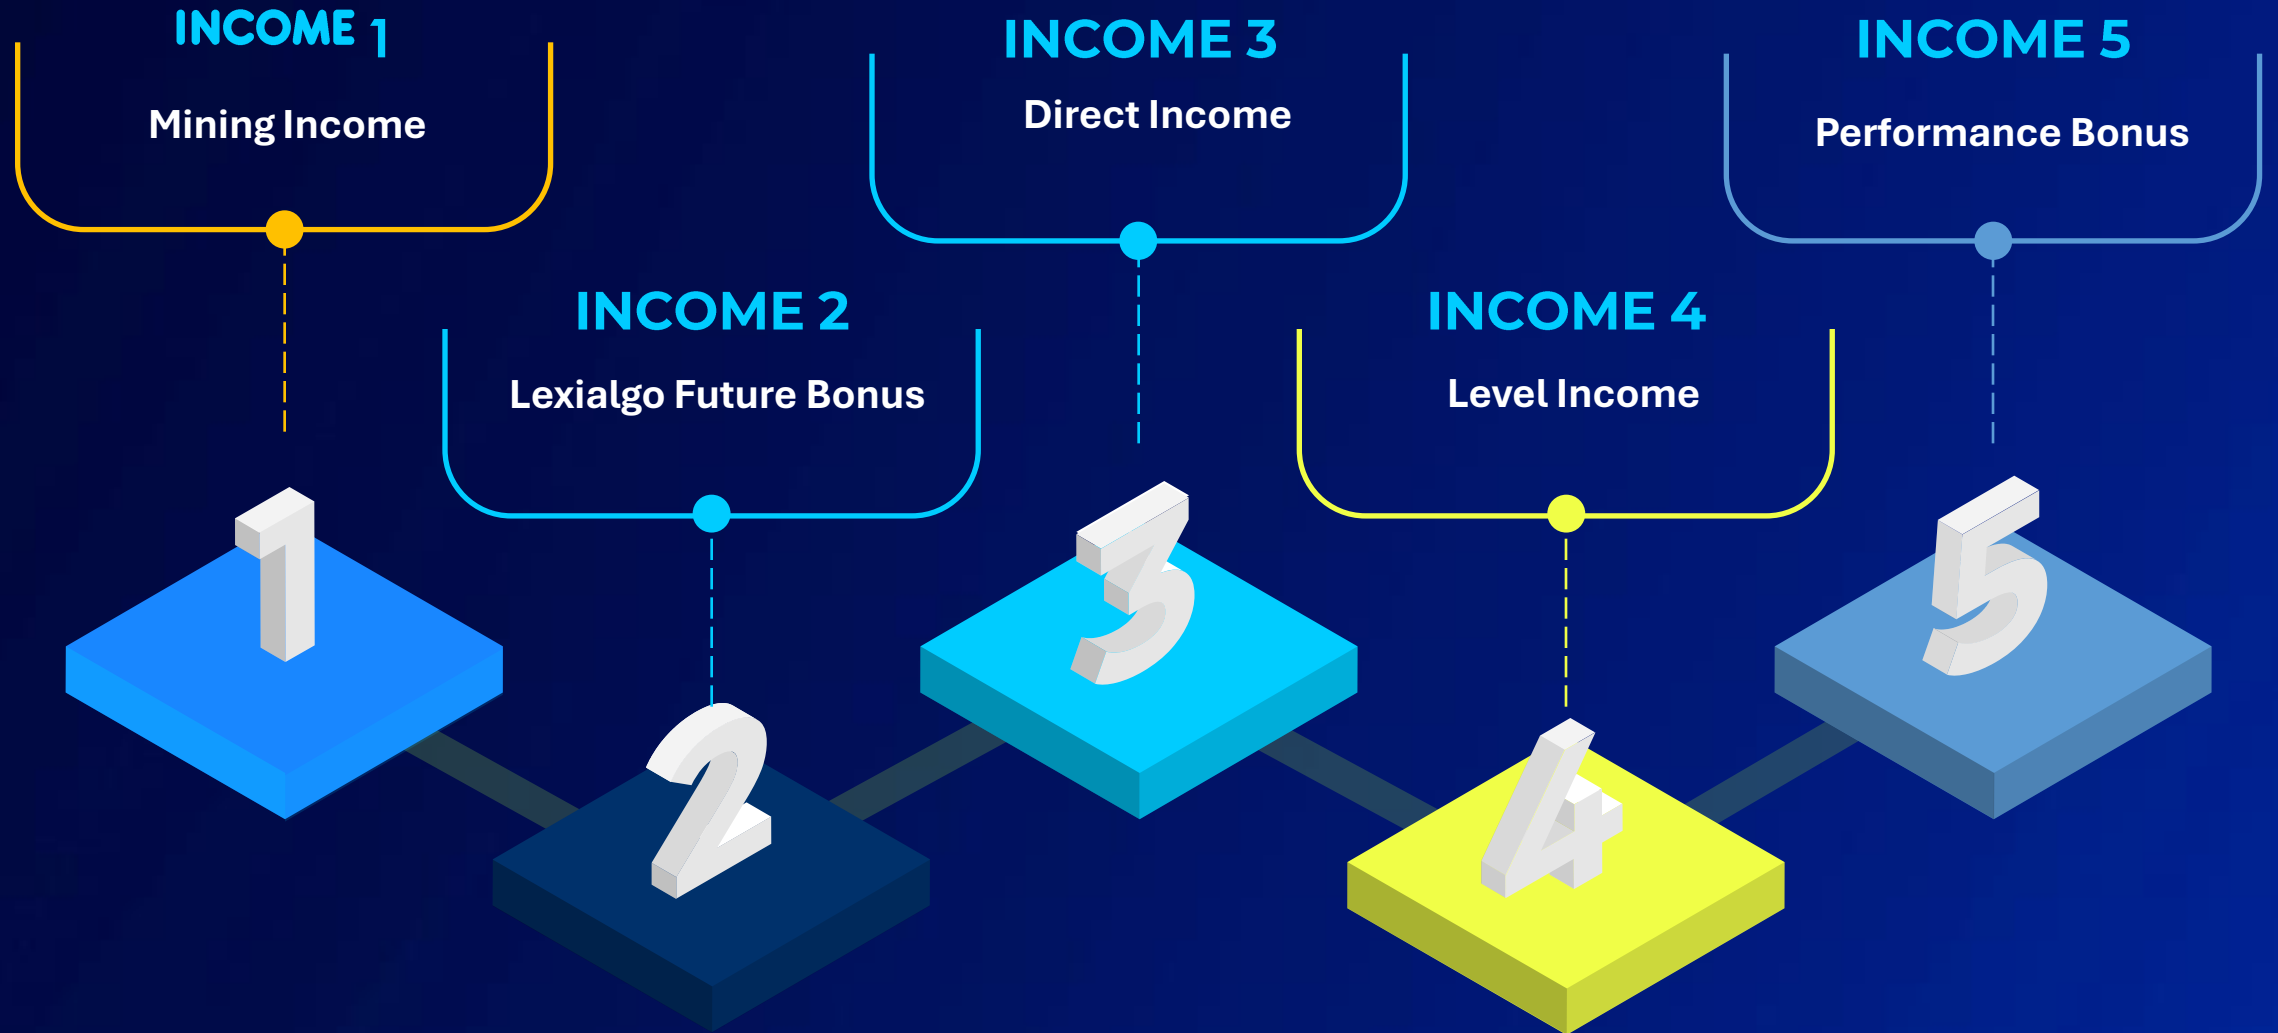 INCOME 1
Mining Income
INCOME 2
Lexialgo Future Bonus
INCOME 3
Direct Income
INCOME 4
Level Income
INCOME 5
Performance Bonus
1
2
3
4
5